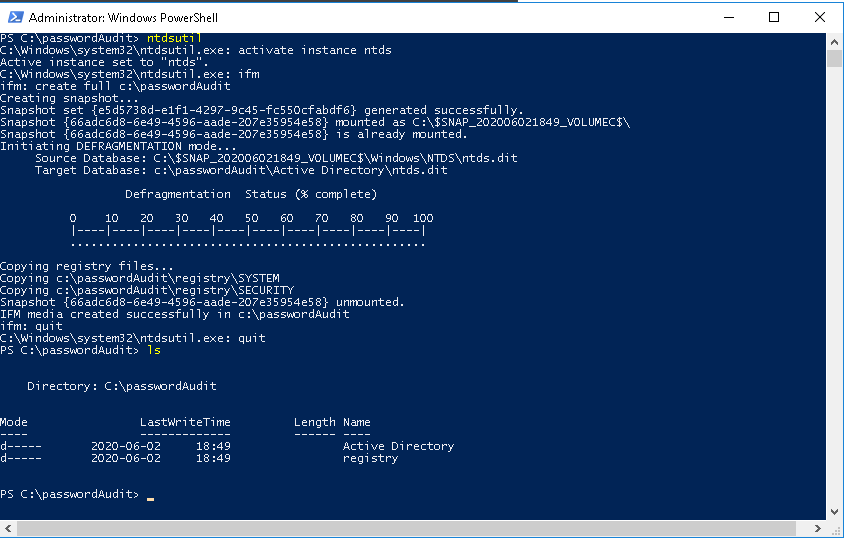 Administrator: Windows PowerShell
PS C:\passwordAudit> ntdsutil
C:\Windows\system32\ntdsutil.exe: activate instance ntds
Active instance set to "ntds".
C:\Windows\system32\ntdsutil.exe: ifm
ifm: create full c:\passwordAudit
Creating snapshot...
Snapshot set {e5d5738d-e1f1-4297-9c45-fc550cfabdf6} generated successfully.
Snapshot {66adc6d8-6e49-4596-aade-207e35954e58} mounted as C:\$SNAP_202006021849_VOLUMEC$\
Snapshot {66adc6d8-6e49-4596-aade-207e35954e58} is already mounted.
Initiating DEFRAGMENTATION mode...
     Source Database: C:\$SNAP_202006021849_VOLUMEC$\Windows\NTDS\ntds.dit
     Target Database: c:\passwordAudit\Active Directory\ntds.dit
                  Defragmentation  Status (% complete)
          0    10   20   30   40   50   60   70   80   90  100
          |----|----|----|----|----|----|----|----|----|----|
          ...................................................
Copying registry files...
Copying c:\passwordAudit\registry\SYSTEM
Copying c:\passwordAudit\registry\SECURITY
Snapshot {66adc6d8-6e49-4596-aade-207e35954e58} unmounted.
IFM media created successfully in c:\passwordAudit
ifm: quit
C:\Windows\system32\ntdsutil.exe: quit
PS C:\passwordAudit> ls
    Directory: C:\passwordAudit
Mode                LastWriteTime         Length Name
----                -------------         ------ ----
d-----       2020-06-02     18:49                Active Directory
d-----       2020-06-02     18:49                registry
PS C:\passwordAudit> _